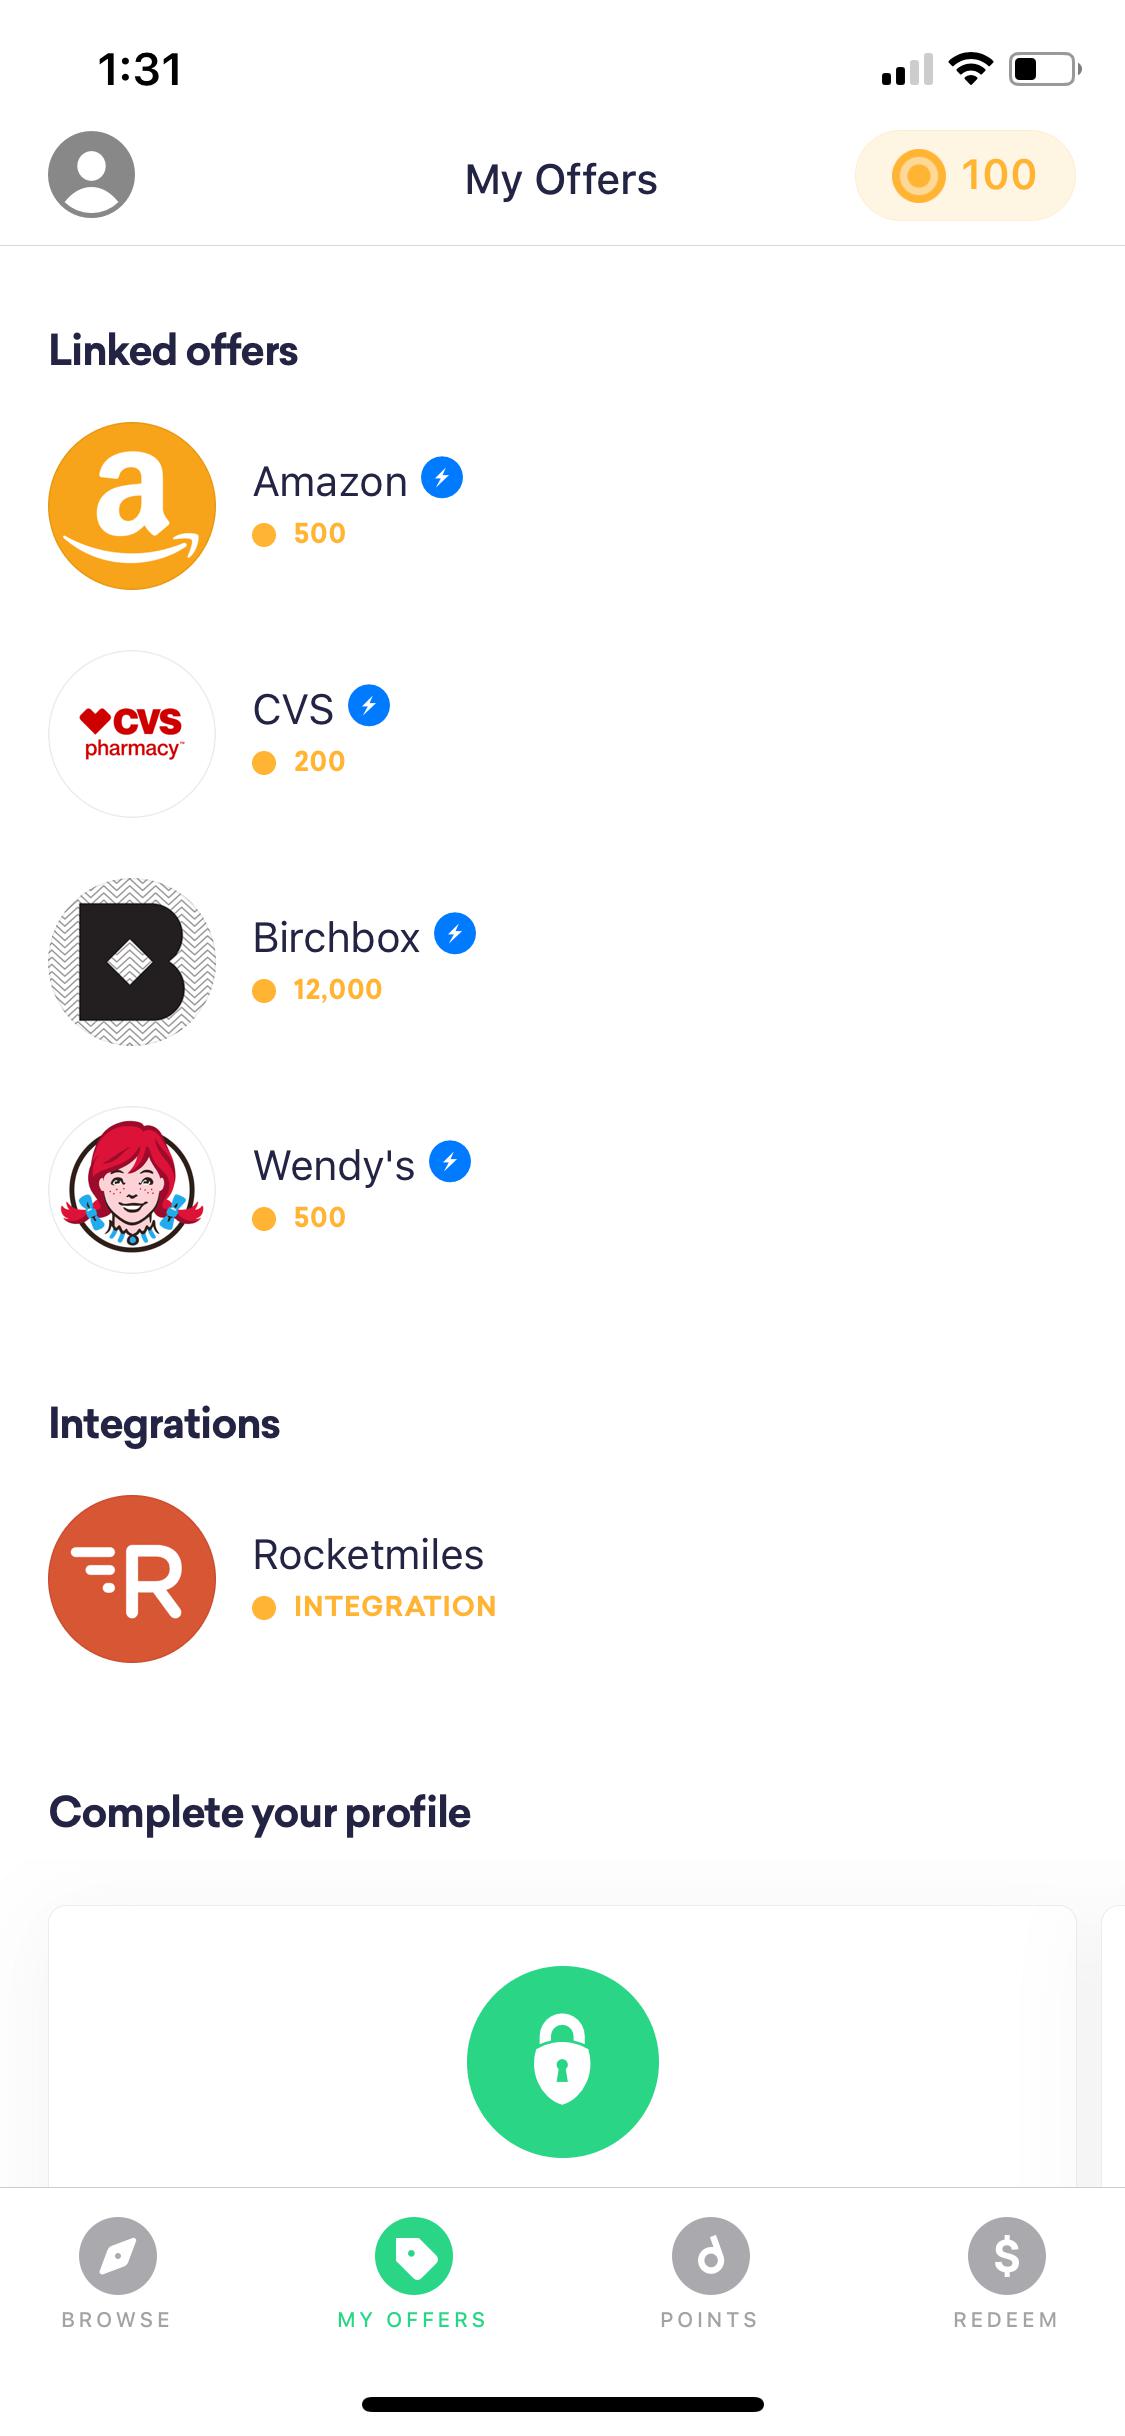 1:31
My Offers
100
Linked offers
Amazon
500
CVS
pharmacy™
CVS
200
Birchbox
12,000
Wendy's
500
Integrations
R
Rocketmiles
INTEGRATION
Complete your profile
BROWSE
MY OFFERS
POINTS
REDEEM